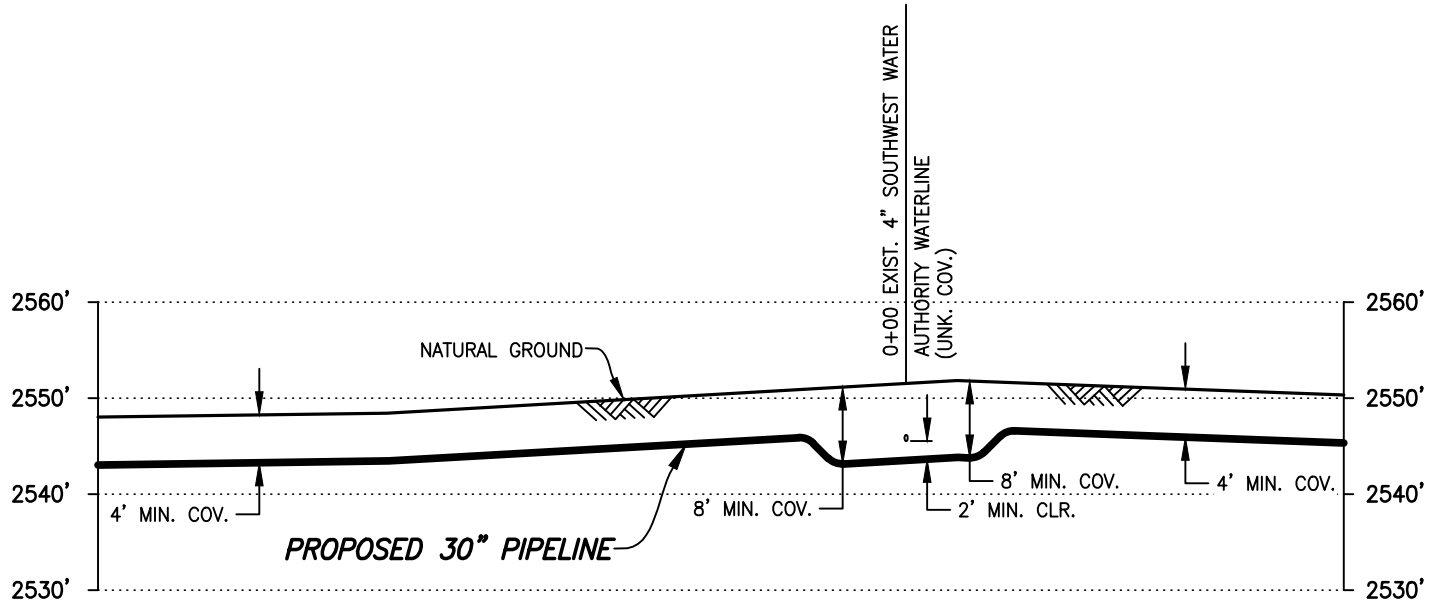 0+00 EXIST. 4" SOUTHWEST WATER
AUTHORITY WATERLINE
(UNK. COV.)
2560'
2560'
NATURAL GROUND
2550'
2550'
4' MIN. COV.
8' MIN. COV.
2' MIN. CLR.
8' MIN. COV.
4' MIN. COV.
2540'
2540'
PROPOSED 30" PIPELINE
2530'
2530'